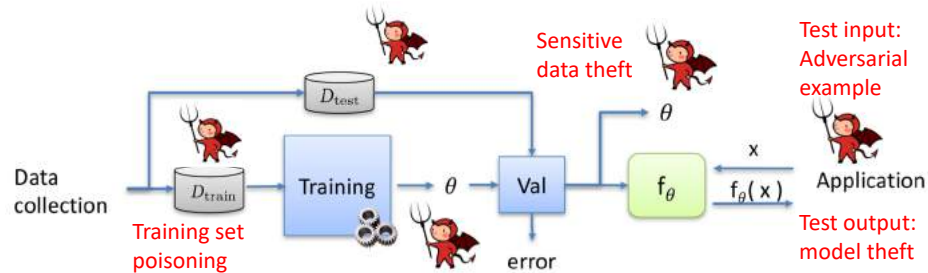 Sensitive
data theft
Test input:
Adversarial
example
D_test
θ
Data
collection
D_train
Training
θ
Val
f_θ
x
f_θ(x)
Application
Training set
poisoning
error
Test output:
model theft